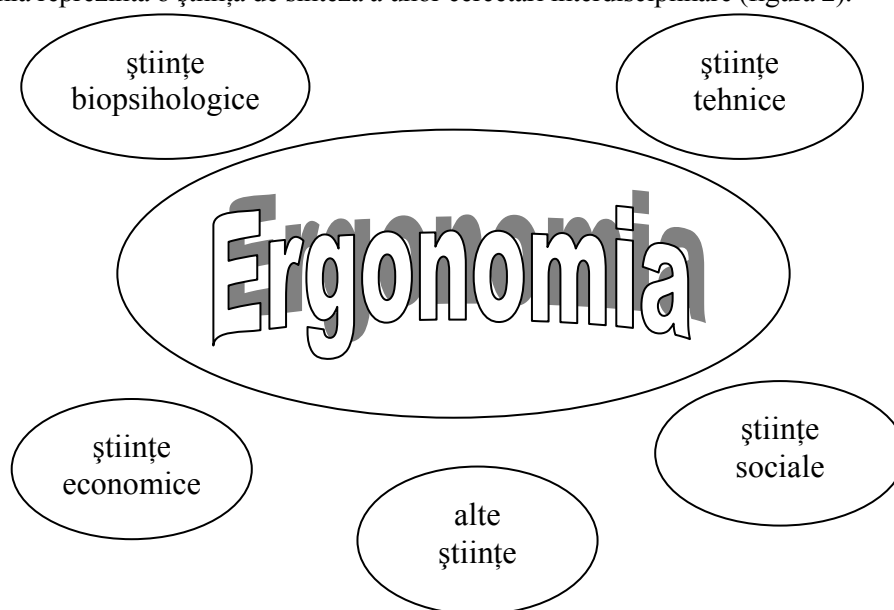 reprezintă o ştiinţă de sinteză a unor cercetări interdisciplinare (figura 2).
ştiinţe
biopsihologice
ştiinţe
tehnice
Ergonomia
ştiinţe
economice
alte
ştiinţe
ştiinţe
sociale